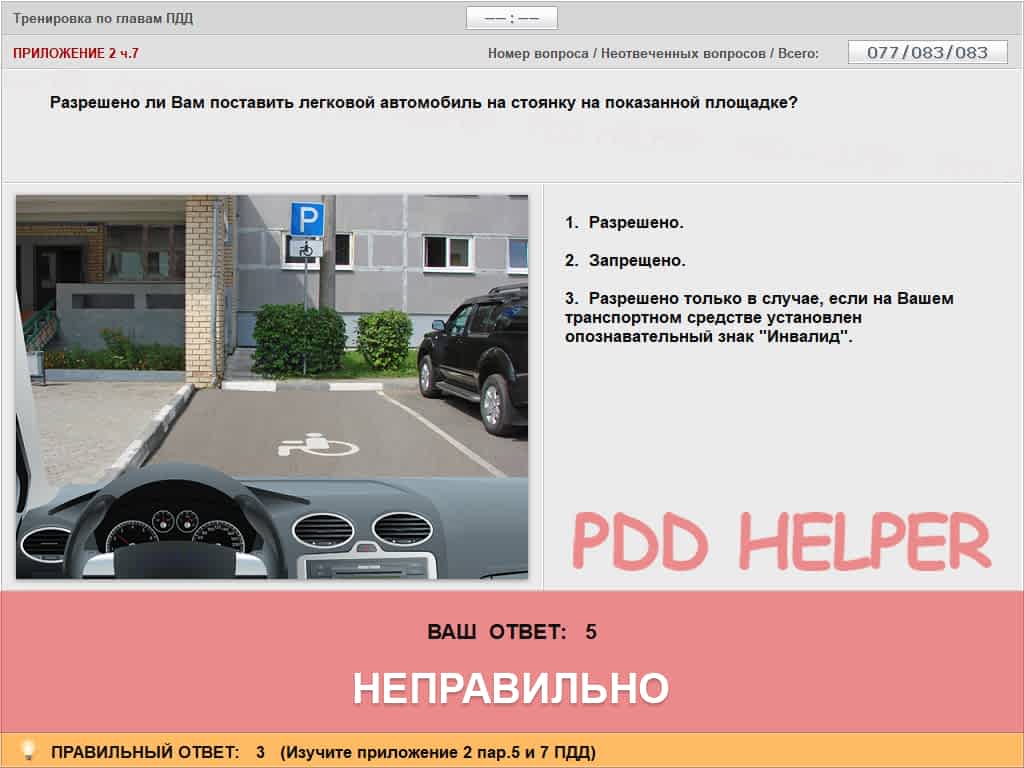 Тренировка по главам ПДД
—— : ——
ПРИЛОЖЕНИЕ 2 ч.7
Номер вопроса / Неотвеченных вопросов / Всего:
077/083/083
Разрешено ли Вам поставить легковой автомобиль на стоянку на показанной площадке?
P
1. Разрешено.
2. Запрещено.
3. Разрешено только в случае, если на Вашем
транспортном средстве установлен
опознавательный знак "Инвалид".
PDD HELPER
ВАШ ОТВЕТ: 5
НЕПРАВИЛЬНО
ПРАВИЛЬНЫЙ ОТВЕТ: 3 (Изучите приложение 2 пар.5 и 7 ПДД)